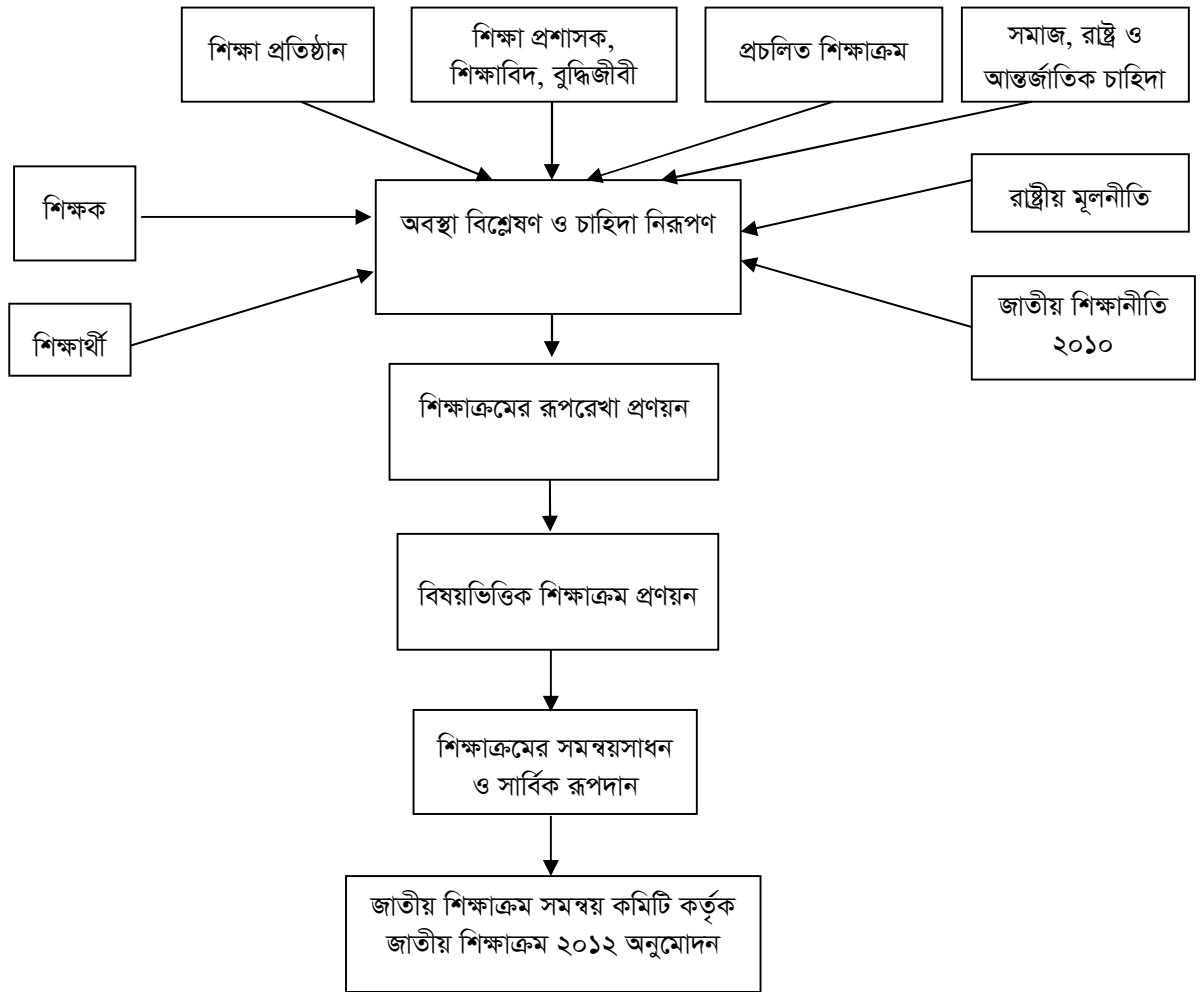 শিক্ষা প্রতিষ্ঠান
শিক্ষা প্রশাসক,
শিক্ষাবিদ, বুদ্ধিজীবী
প্রচলিত শিক্ষাক্রম
সমাজ, রাষ্ট্র ও
আন্তর্জাতিক চাহিদা
শিক্ষক
অবস্থা বিশ্লেষণ ও চাহিদা নিরূপণ
রাষ্ট্রীয় মূলনীতি
শিক্ষার্থী
জাতীয় শিক্ষানীতি
২০১০
শিক্ষাক্রমের রূপরেখা প্রণয়ন
বিষয়ভিত্তিক শিক্ষাক্রম প্রণয়ন
শিক্ষাক্রমের সমন্বয়সাধন
ও সার্বিক রূপদান
জাতীয় শিক্ষাক্রম সমন্বয় কমিটি কর্তৃক
জাতীয় শিক্ষাক্রম ২০১২ অনুমোদন